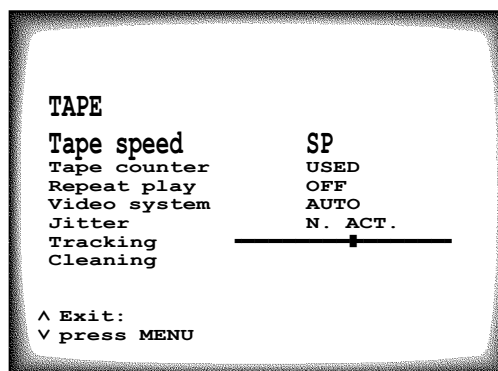 TAPE
Tape speed SP
Tape counter USED
Repeat play OFF
Video system AUTO
Jitter N. ACT.
Tracking
Cleaning
∧ Exit:
∨ press MENU